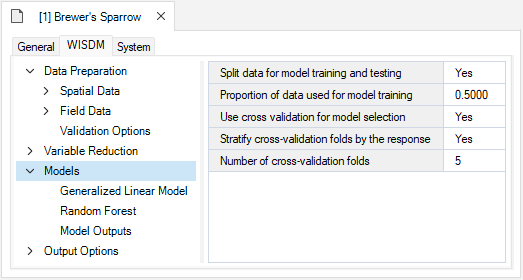 [1] Brewer's Sparrow
General WISDM System
Data Preparation
Spatial Data
Field Data
Validation Options
Variable Reduction
Models
Generalized Linear Model
Random Forest
Model Outputs
Output Options
Split data for model training and testing Yes
Proportion of data used for model training 0.5000
Use cross validation for model selection Yes
Stratify cross-validation folds by the response Yes
Number of cross-validation folds 5